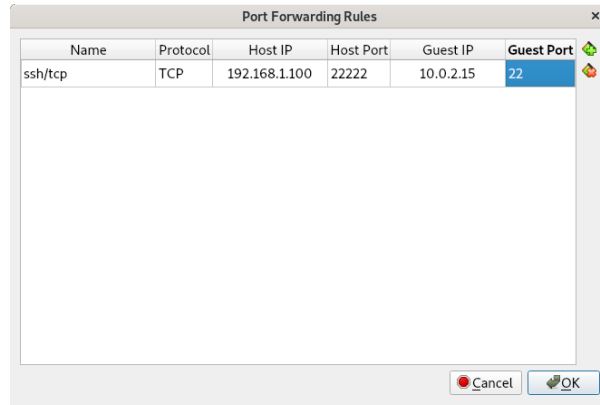 Port Forwarding Rules ×
Name Protocol Host IP Host Port Guest IP Guest Port
ssh/tcp TCP 192.168.1.100 22222 10.0.2.15 22
Cancel OK